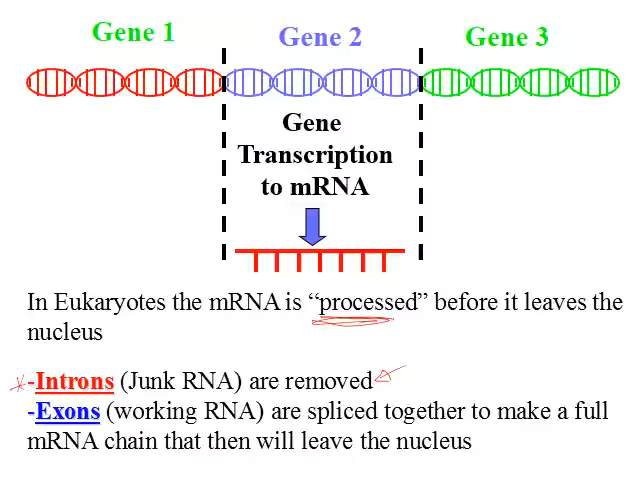 Gene 1 Gene 2 Gene 3
Gene
Transcription
to mRNA
In Eukaryotes the mRNA is “processed” before it leaves the
nucleus
-Introns (Junk RNA) are removed
-Exons (working RNA) are spliced together to make a full
mRNA chain that then will leave the nucleus